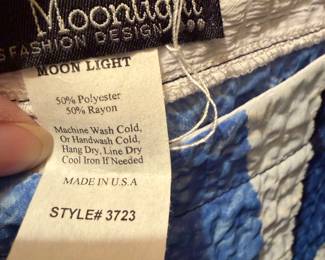 Moonlight
FASHION DESIGN
MOON LIGHT
50% Polyester
50% Rayon
Machine Wash Cold,
Or Handwash Cold,
Hang Dry, Line Dry
Cool Iron If Needed
MADE IN U.S.A
STYLE# 3723